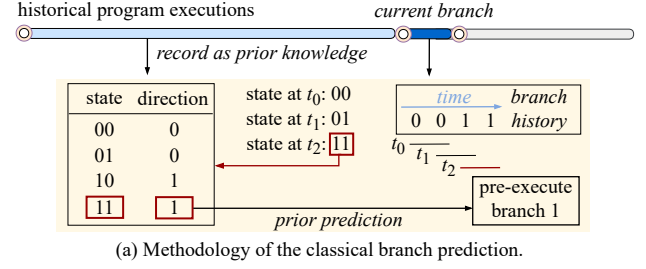 historical program executions
current branch
record as prior knowledge
state direction
00 0
01 0
10 1
11 1
state at t0: 00
state at t1: 01
state at t2: 11
time branch
0 0 1 1 history
t0
t1
t2
pre-execute
branch 1
prior prediction
(a) Methodology of the classical branch prediction.